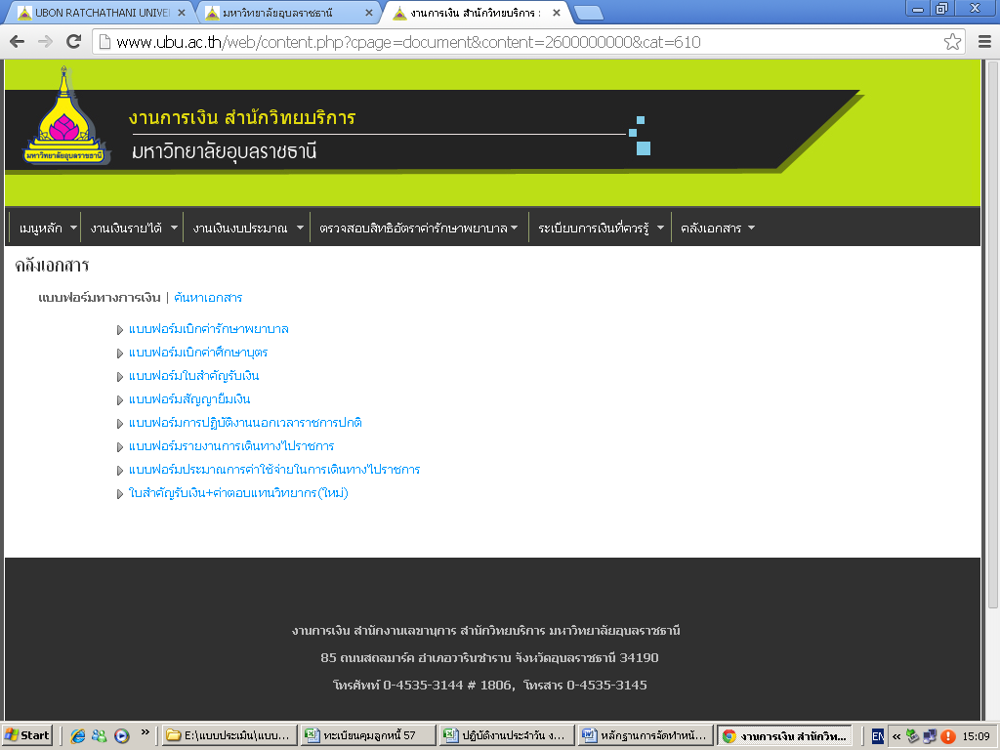 UBON RATCHATHANI UNIVE
มหาวิทยาลัยอุบลราชธานี
งานการเงิน สำนักวิทยบริการ :
www.ubu.ac.th/web/content.php?cpage=document&content=2600000000&cat=610
งานการเงิน สำนักวิทยบริการ
มหาวิทยาลัยอุบลราชธานี
มหาวิทยาลัยอุบลราชธานี
เมนูหลัก งานเงินรายได้ งานเงินงบประมาณ ตรวจสอบสิทธิอัตราค่ารักษาพยาบาล ระเบียบการเงินที่ควรรู้ คลังเอกสาร
คลังเอกสาร
แบบฟอร์มทางการเงิน | ค้นหาเอกสาร
แบบฟอร์มเบิกค่ารักษาพยาบาล
แบบฟอร์มเบิกค่าศึกษาบุตร
แบบฟอร์มใบสำคัญรับเงิน
แบบฟอร์มสัญญายืมเงิน
แบบฟอร์มการปฏิบัติงานนอกเวลาราชการปกติ
แบบฟอร์มรายงานการเดินทางไปราชการ
แบบฟอร์มประมาณการค่าใช้จ่ายในการเดินทางไปราชการ
ใบสำคัญรับเงิน+ค่าตอบแทนวิทยากร(ใหม่)
งานการเงิน สำนักงานเลขานุการ สำนักวิทยบริการ มหาวิทยาลัยอุบลราชธานี
85 ถนนสถลมาร์ค อำเภอวารินชำราบ จังหวัดอุบลราชธานี 34190
โทรศัพท์ 0-4535-3144 # 1806, โทรสาร 0-4535-3145
Start » E:\แบบประเมิน\แบบ... ทะเบียนคุมลูกหนี้ 57 ปฏิบัติงานประจำวัน ง... หลักฐานการจัดทำหนี... งานการเงิน สำนักวิท... EN « 15:09